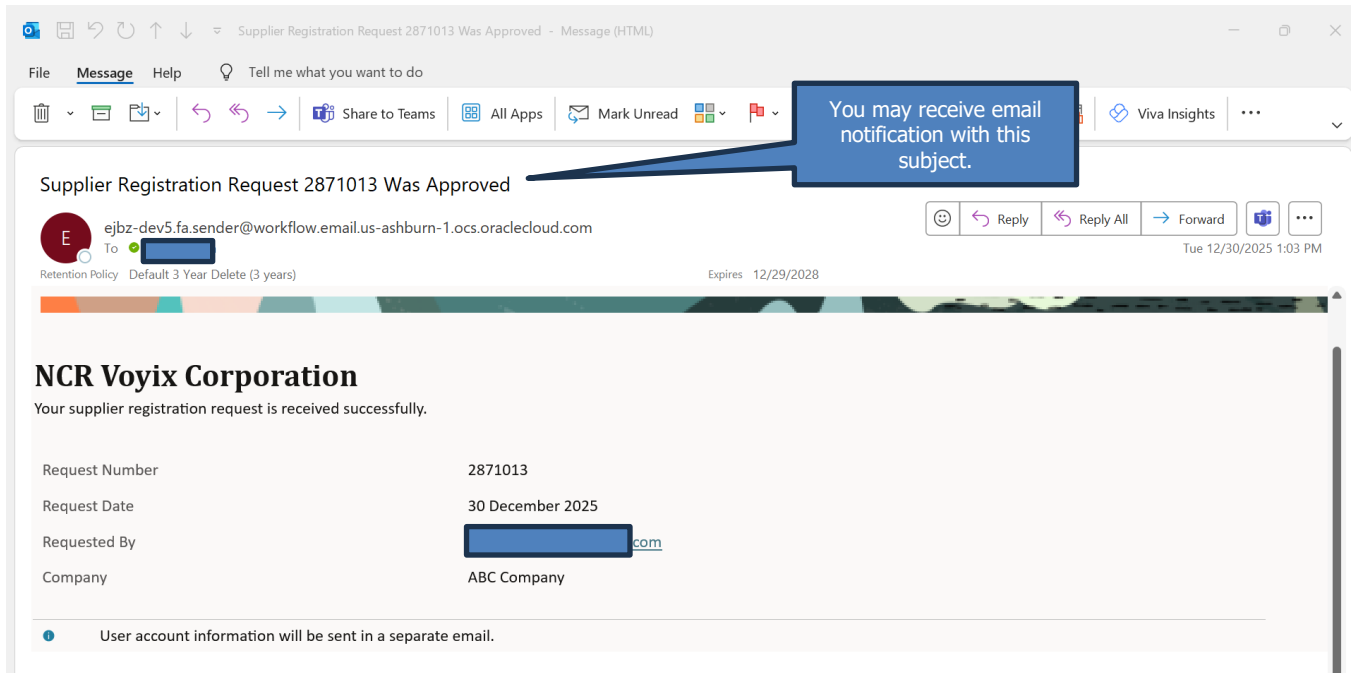 Supplier Registration Request 2871013 Was Approved - Message (HTML)
File Message Help Tell me what you want to do
Share to Teams All Apps Mark Unread Viva Insights
You may receive email
notification with this
subject.
Supplier Registration Request 2871013 Was Approved
E
ejbz-dev5.fa.sender@workflow.email.us-ashburn-1.ocs.oraclecloud.com
Reply Reply All Forward
To
Tue 12/30/2025 1:03 PM
Retention Policy Default 3 Year Delete (3 years) Expires 12/29/2028
NCR Voyix Corporation
Your supplier registration request is received successfully.
Request Number 2871013
Request Date 30 December 2025
Requested By com
Company ABC Company
User account information will be sent in a separate email.